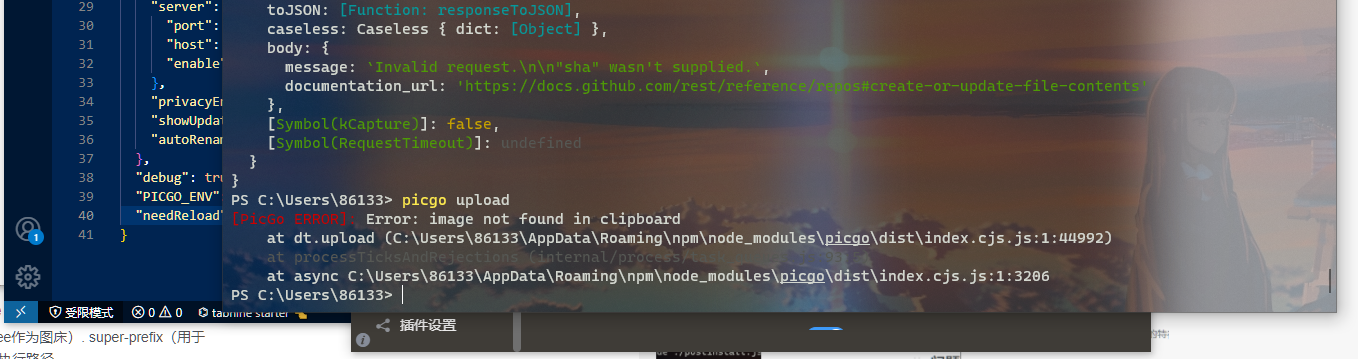 29 "server":
30 "port":
31 "host":
32 "enable"
33 },
34 "privacyEn
35 "showUpdat
36 "autoRenam
37 },
38 "debug": tru
39 "PICGO_ENV"
40 "needReload"
41 }
toJSON: [Function: responseToJSON],
caseless: Caseless { dict: [Object] },
body: {
message: `Invalid request.\n\n"sha" wasn't supplied.`,
documentation_url: 'https://docs.github.com/rest/reference/repos#create-or-update-file-contents'
},
[Symbol(kCapture)]: false,
[Symbol(RequestTimeout)]: undefined
}
}
PS C:\Users\86133> picgo upload
[PicGo ERROR]: Error: image not found in clipboard
at dt.upload (C:\Users\86133\AppData\Roaming\npm\node_modules\picgo\dist\index.cjs.js:1:44992)
at processTicksAndRejections (internal/process/task
at async C:\Users\86133\AppData\Roaming\npm\node_modules\picgo\dist\index.cjs.js:1:3206
PS C:\Users\86133>
1
受限模式 0 0 tabnine starter
插件设置
ee作为图床）. super-prefix（用于